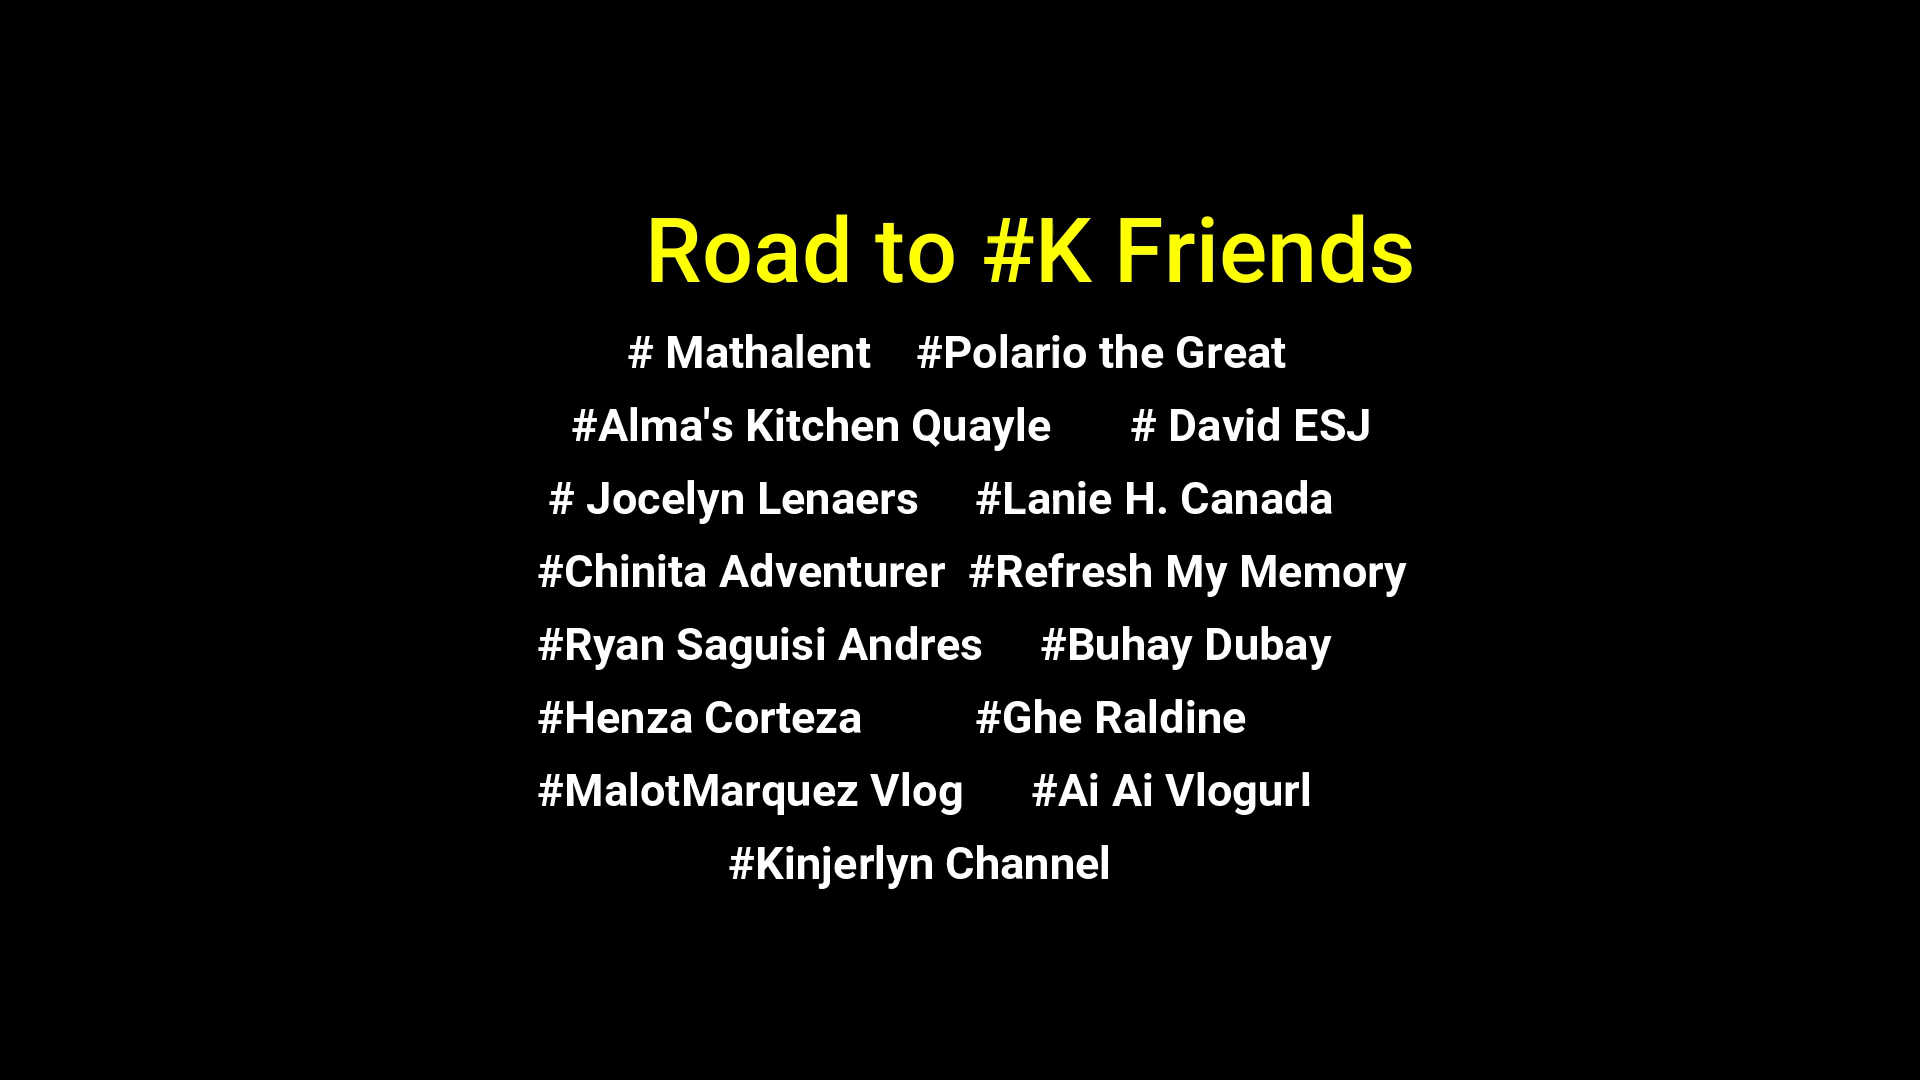 Road to #K Friends
# Mathalent #Polario the Great
#Alma's Kitchen Quayle # David ESJ
# Jocelyn Lenaers #Lanie H. Canada
#Chinita Adventurer #Refresh My Memory
#Ryan Saguisi Andres #Buhay Dubay
#Henza Corteza #Ghe Raldine
#MalotMarquez Vlog #Ai Ai Vlogurl
#Kinjerlyn Channel